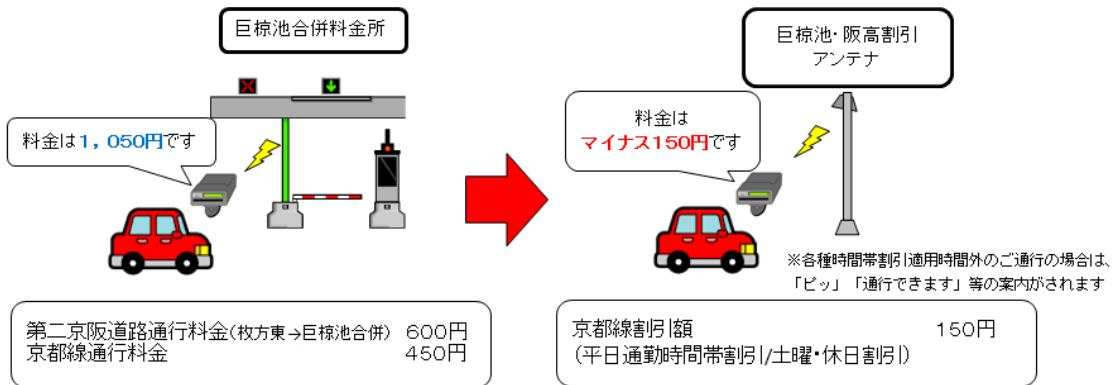 巨椋池合併料金所
料金は1，050円です
第二京阪道路通行料金(枚方東→巨椋池合併) 600円
京都線通行料金 450円
巨椋池・阪高割引
アンテナ
料金は
マイナス150円です
※各種時間帯割引適用時間外のご通行の場合は、
「ピッ」「通行できます」等の案内がされます
京都線割引額 150円
(平日通勤時間帯割引/土曜・休日割引)